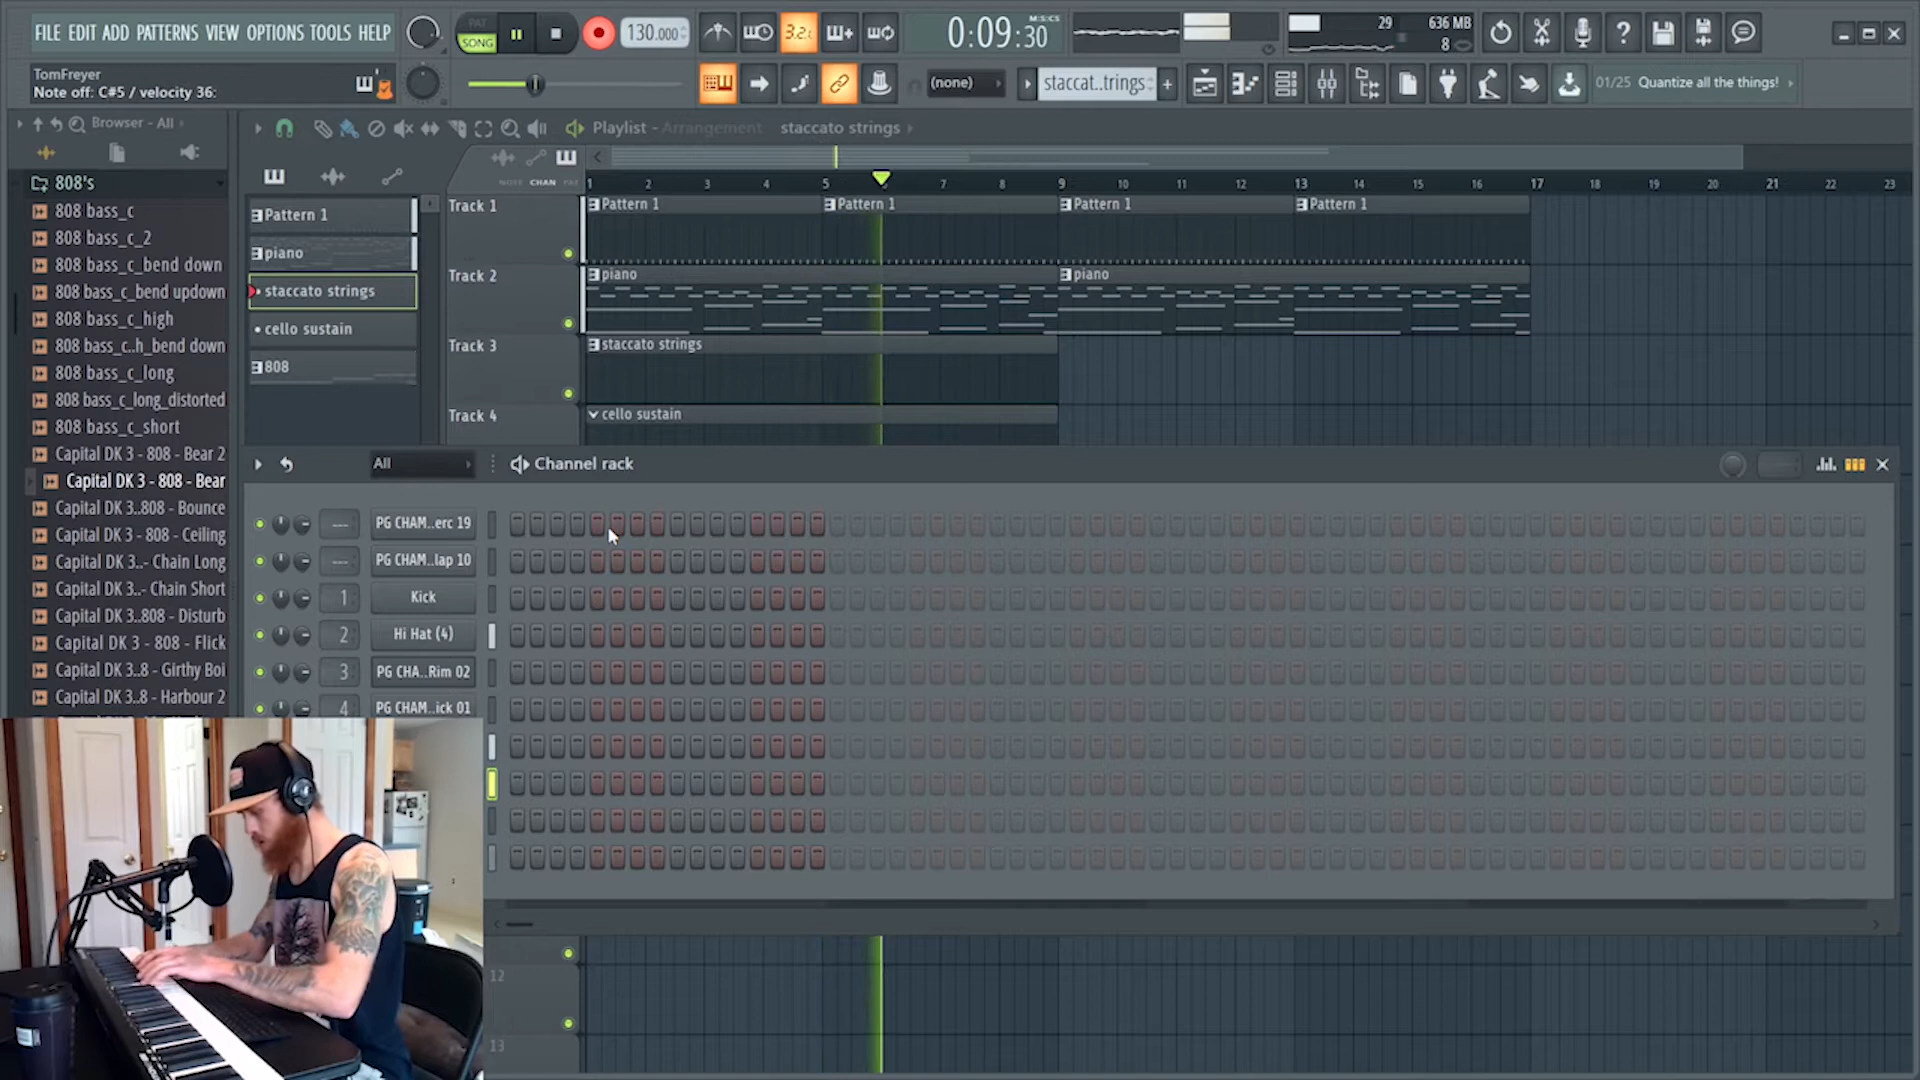 FILE EDIT ADD PATTERNS VIEW OPTIONS TOOLS HELP
PAT
SONG
130.000
3.2.
0:09:30
M:S:CS
29
636 MB
8
TomFreyer
Note off: C#5 / velocity 36:
(none)
staccat..trings
01/25 Quantize all the things!
Browser - All
Playlist - Arrangement staccato strings
NOTE CHAN PAT
1 2 3 4 5 6 7 8 9 10 11 12 13 14 15 16 17 18 19 20 21 22 23
808's
808 bass_c
808 bass_c_2
808 bass_c_bend down
808 bass_c_bend updown
808 bass_c_high
808 bass_c..h_bend down
808 bass_c_long
808 bass_c_long_distorted
808 bass_c_short
Capital DK 3 - 808 - Bear 2
Capital DK 3 - 808 - Bear
Capital DK 3..808 - Bounce
Capital DK 3 - 808 - Ceiling
Capital DK 3..- Chain Long
Capital DK 3..- Chain Short
Capital DK 3..808 - Disturb
Capital DK 3 - 808 - Flick
Capital DK 3..8 - Girthy Boi
Capital DK 3..8 - Harbour 2
Pattern 1
piano
staccato strings
cello sustain
808
Track 1
Pattern 1 Pattern 1 Pattern 1 Pattern 1
Track 2
piano piano
Track 3
staccato strings
Track 4
cello sustain
All
Channel rack
--- PG CHAM..erc 19
--- PG CHAM..lap 10
1 Kick
2 Hi Hat (4)
3 PG CHA..Rim 02
4 PG CHAM..ick 01
12
13